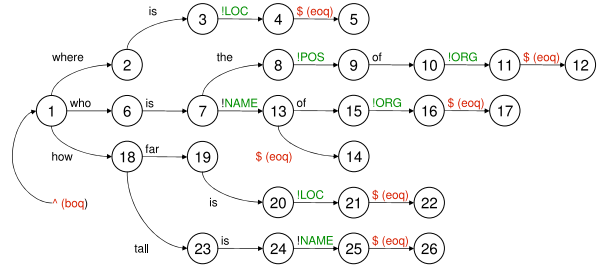 is 3 !LOC 4 $ (eoq) 5
where 2 the 8 !POS 9 of 10 !ORG 11 $ (eoq) 12
1 who 6 is 7 !NAME 13 of 15 !ORG 16 $ (eoq) 17
how 18 far 19 $ (eoq) 14
^ (boq) is 20 !LOC 21 $ (eoq) 22
tall 23 is 24 !NAME 25 $ (eoq) 26